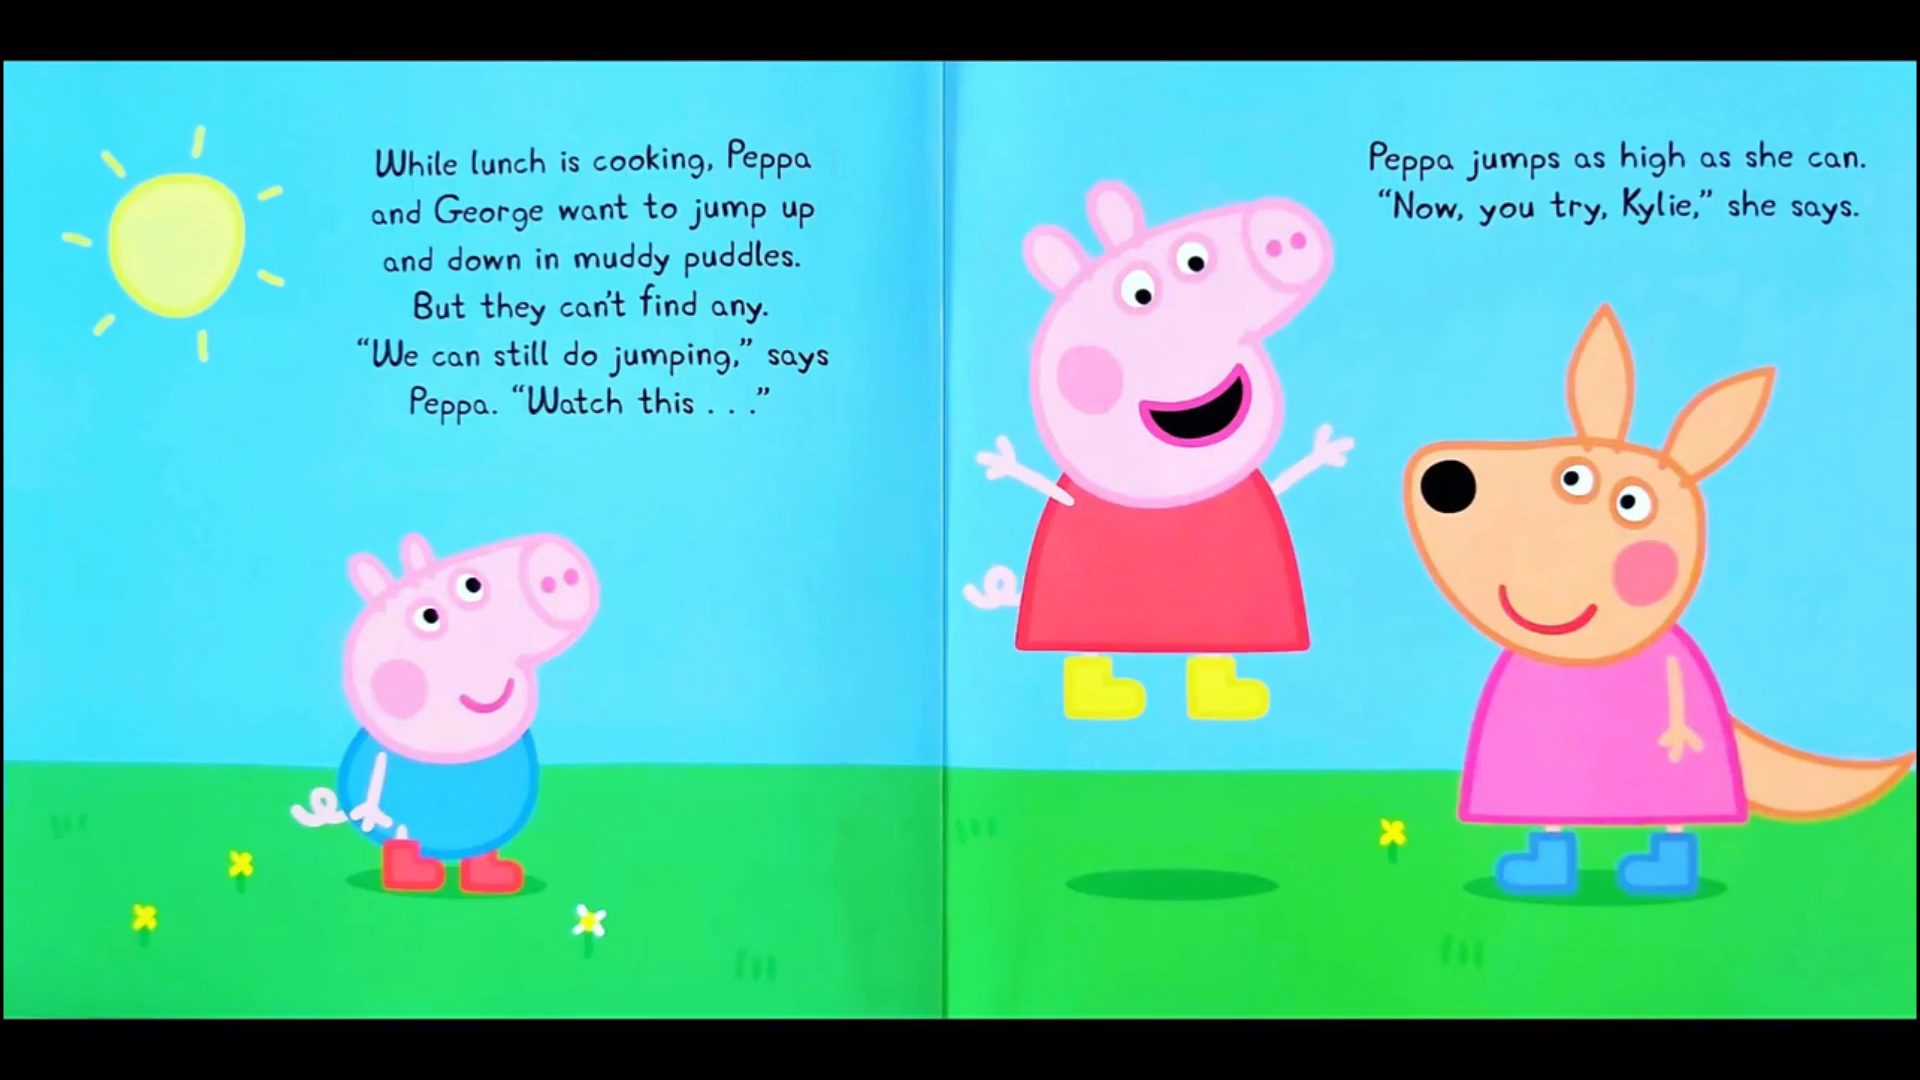 While lunch is cooking, Peppa
and George want to jump up
and down in muddy puddles.
But they can't find any.
“We can still do jumping,” says
Peppa. “Watch this . . .”
Peppa jumps as high as she can.
“Now, you try, Kylie,” she says.